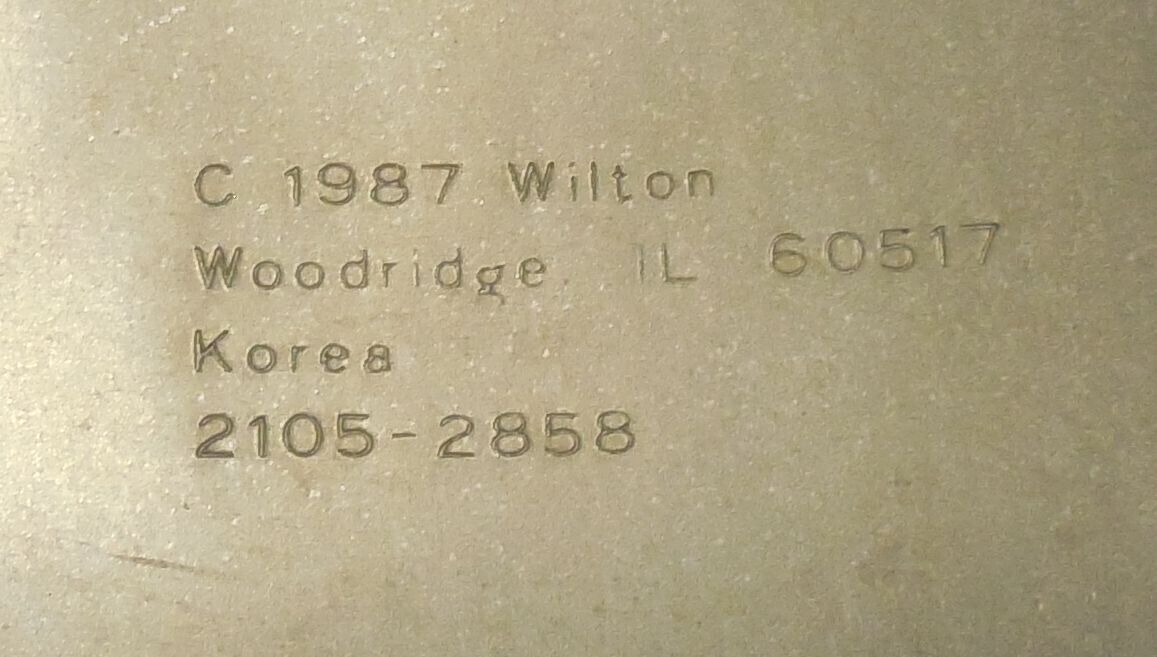 C 1987 Wilton
Woodridge, IL 60517
Korea
2105-2858